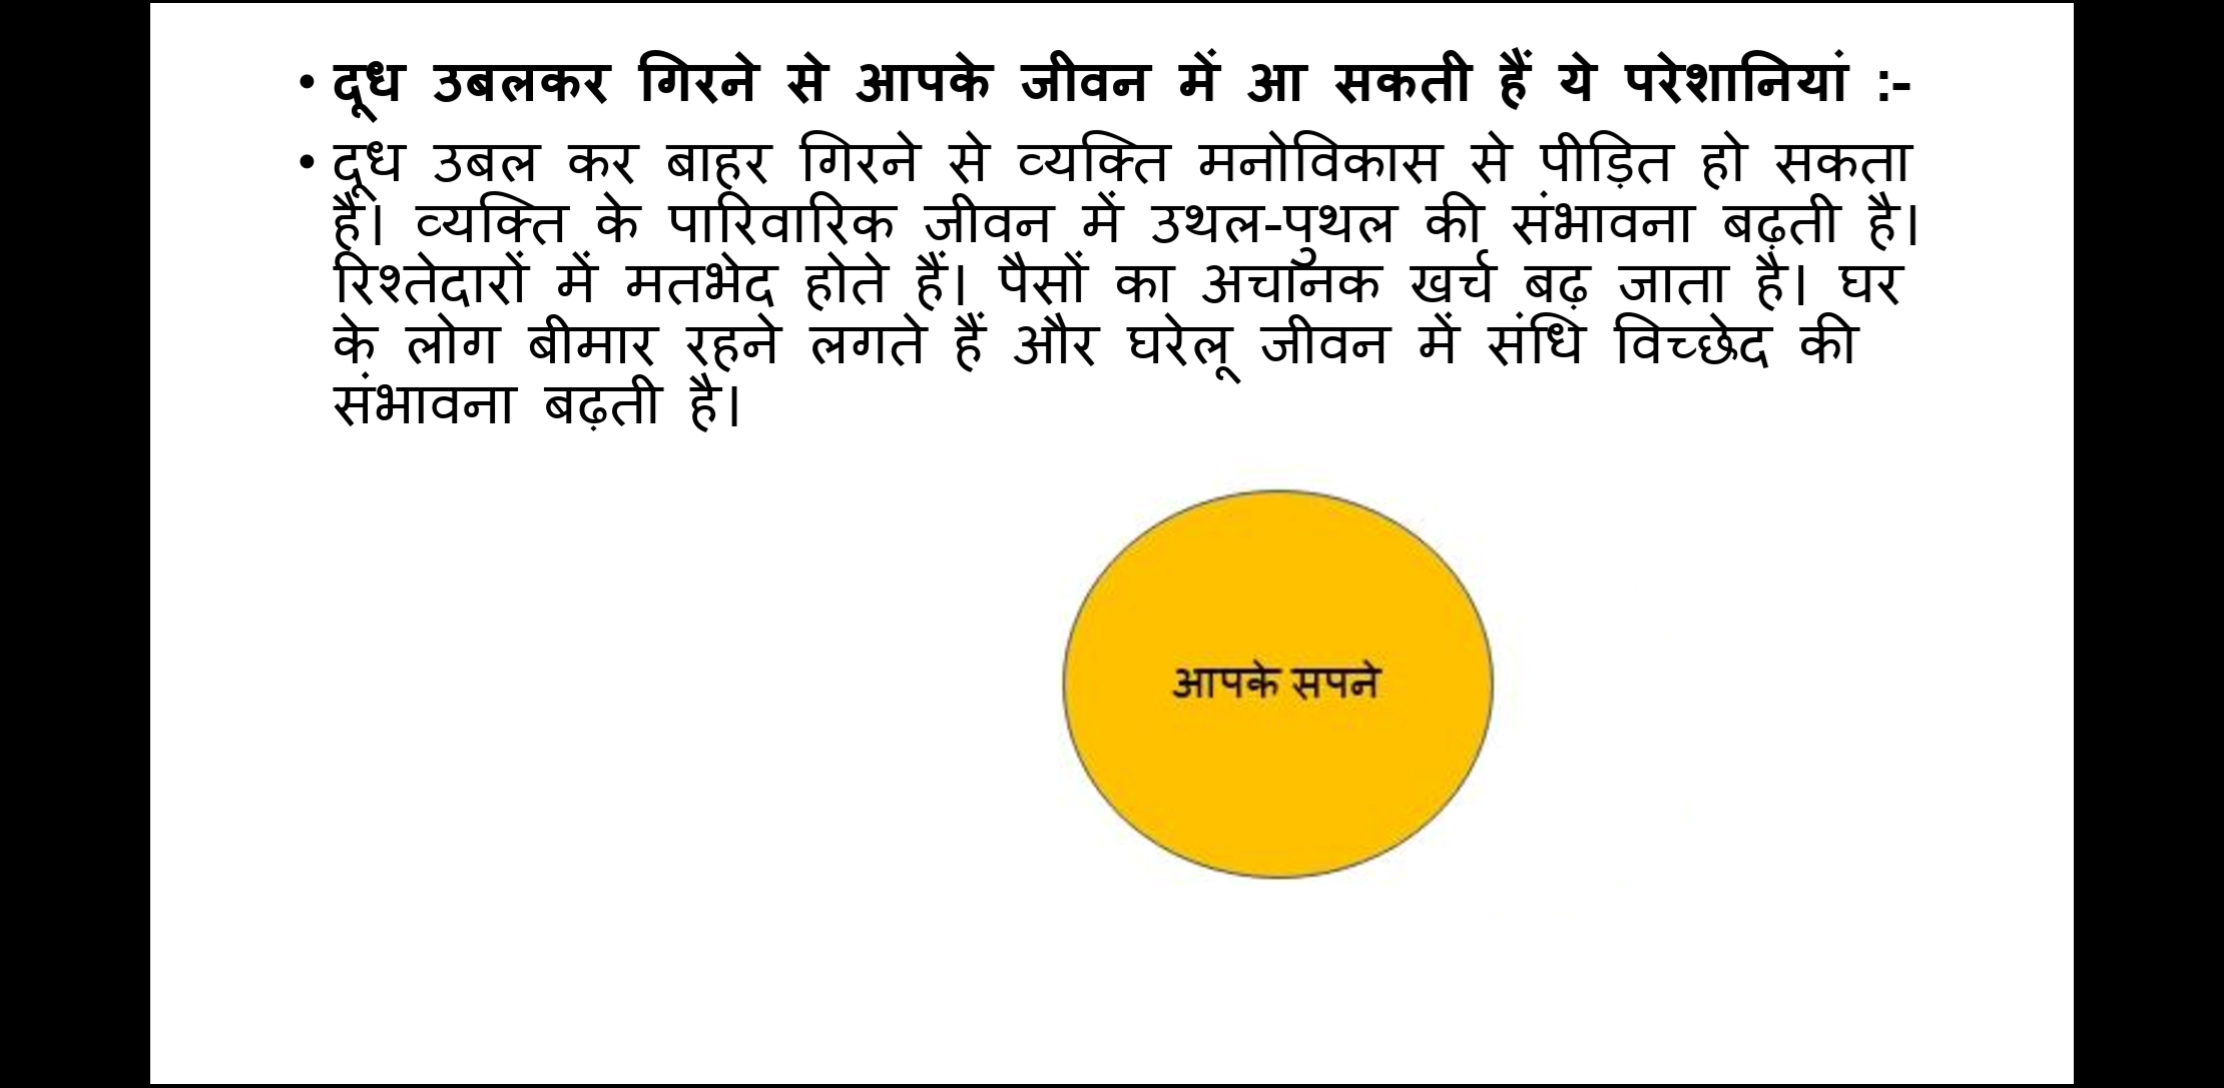 • दूध उबलकर गिरने से आपके जीवन में आ सकती हैं ये परेशानियां :-
• दूध उबल कर बाहर गिरने से व्यक्ति मनोविकास से पीड़ित हो सकता
है। व्यक्ति के पारिवारिक जीवन में उथल-पुथल की संभावना बढ़ती है।
रिश्तेदारों में मतभेद होते हैं। पैसों का अचानक खर्च बढ़ जाता है। घर
के लोग बीमार रहने लगते हैं और घरेलू जीवन में संधि विच्छेद की
संभावना बढ़ती है।
आपके सपने